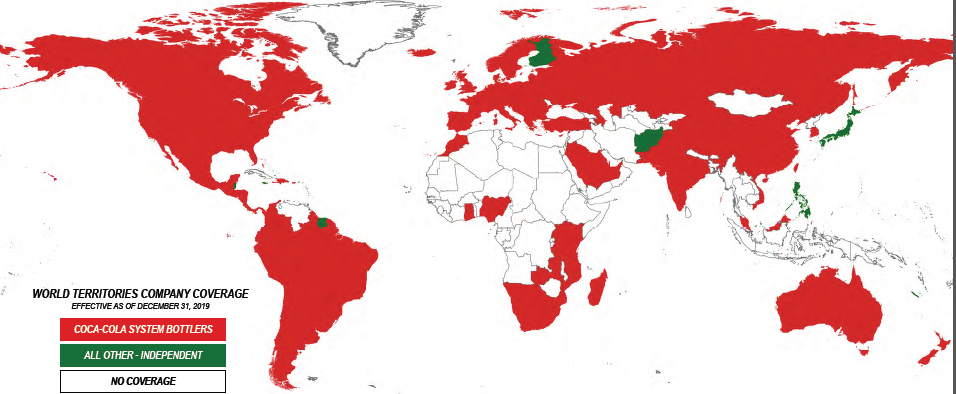 WORLD TERRITORIES COMPANY COVERAGE
EFFECTIVE AS OF DECEMBER 31, 2019
COCA-COLA SYSTEM BOTTLERS
ALL OTHER - INDEPENDENT
NO COVERAGE